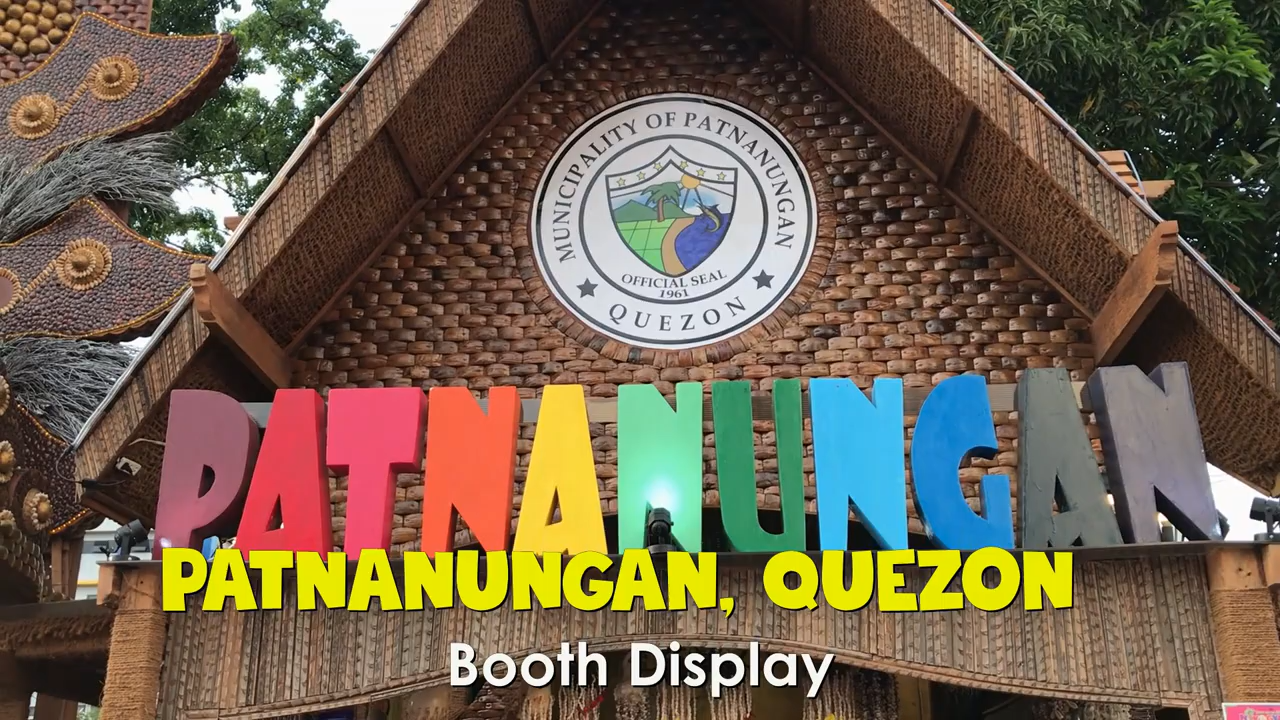 MUNICIPALITY OF PATNANUNGAN
OFFICIAL SEAL
1961
QUEZON
PATNANUNGAN
PATNANUNGAN, QUEZON
Booth Display